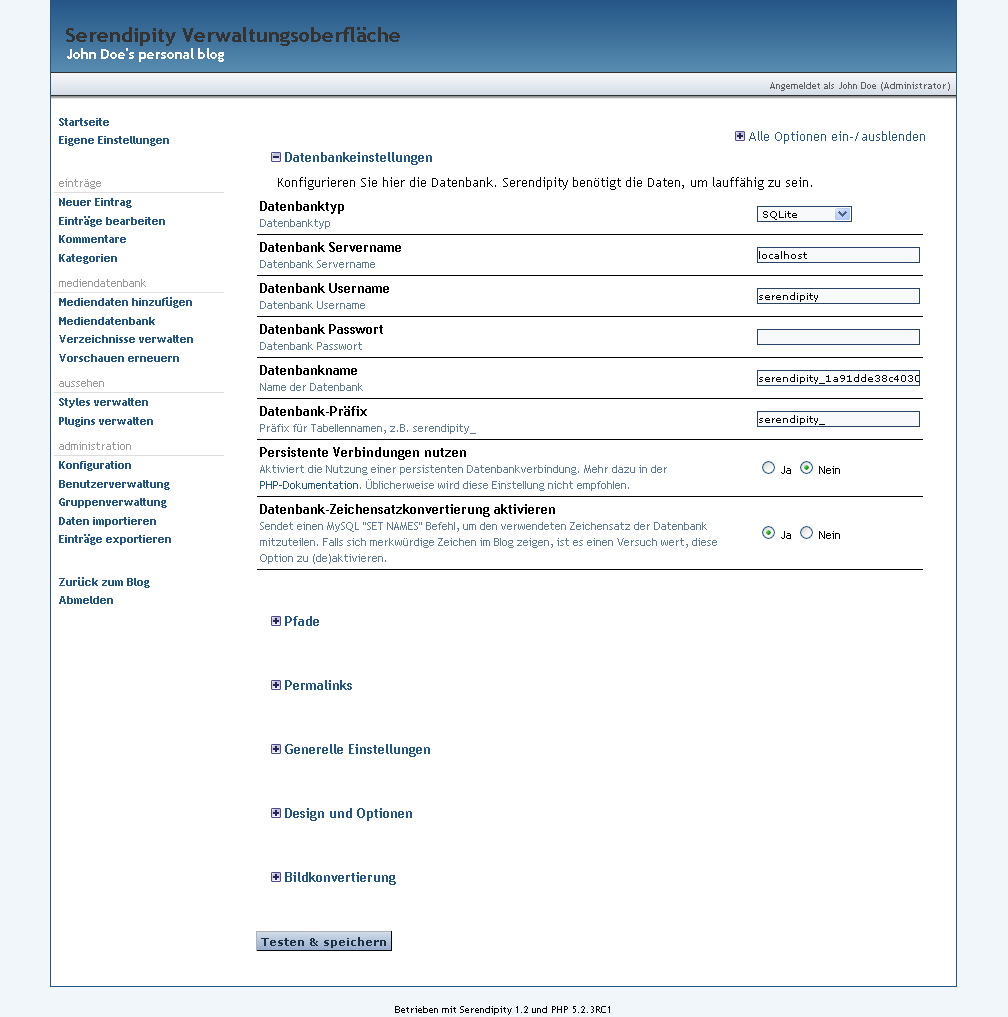 Serendipity Verwaltungsoberfläche
John Doe's personal blog
Angemeldet als John Doe (Administrator)
Startseite
Eigene Einstellungen
einträge
Neuer Eintrag
Einträge bearbeiten
Kommentare
Kategorien
mediendatenbank
Mediendaten hinzufügen
Mediendatenbank
Verzeichnisse verwalten
Vorschauen erneuern
aussehen
Styles verwalten
Plugins verwalten
administration
Konfiguration
Benutzerverwaltung
Gruppenverwaltung
Daten importieren
Einträge exportieren
Zurück zum Blog
Abmelden
Alle Optionen ein-/ausblenden
Datenbankeinstellungen
Konfigurieren Sie hier die Datenbank. Serendipity benötigt die Daten, um lauffähig zu sein.
Datenbanktyp
Datenbanktyp
SQLite
Datenbank Servername
Datenbank Servername
localhost
Datenbank Username
Datenbank Username
serendipity
Datenbank Passwort
Datenbank Passwort
Datenbankname
Name der Datenbank
serendipity_1a91dde38c4030
Datenbank-Präfix
Präfix für Tabellennamen, z.B. serendipity_
serendipity_
Persistente Verbindungen nutzen
Aktiviert die Nutzung einer persistenten Datenbankverbindung. Mehr dazu in der
PHP-Dokumentation. Üblicherweise wird diese Einstellung nicht empfohlen.
Ja Nein
Datenbank-Zeichensatzkonvertierung aktivieren
Sendet einen MySQL "SET NAMES" Befehl, um den verwendeten Zeichensatz der Datenbank
mitzuteilen. Falls sich merkwürdige Zeichen im Blog zeigen, ist es einen Versuch wert, diese
Option zu (de)aktivieren.
Ja Nein
Pfade
Permalinks
Generelle Einstellungen
Design und Optionen
Bildkonvertierung
Testen & speichern
Betrieben mit Serendipity 1.2 und PHP 5.2.3RC1